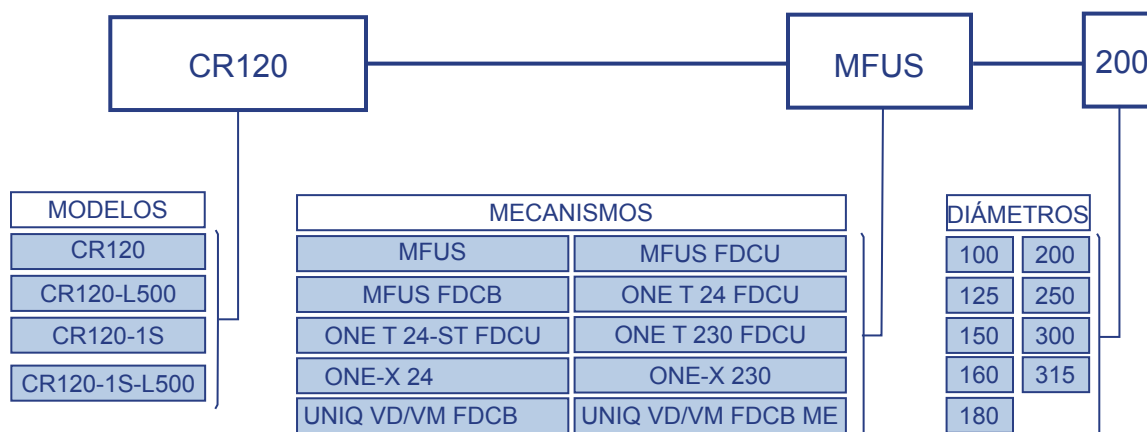 CR120 MFUS 200
MODELOS
CR120
CR120-L500
CR120-1S
CR120-1S-L500
MECANISMOS
MFUS MFUS FDCU
MFUS FDCB ONE T 24 FDCU
ONE T 24-ST FDCU ONE T 230 FDCU
ONE-X 24 ONE-X 230
UNIQ VD/VM FDCB UNIQ VD/VM FDCB ME
DIÁMETROS
100 200
125 250
150 300
160 315
180